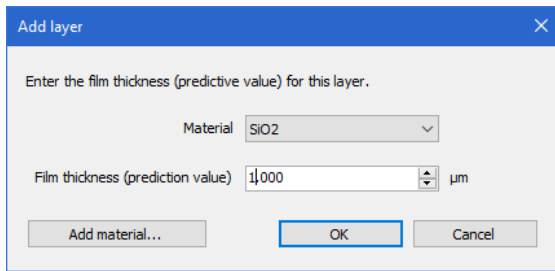 Add layer
Enter the film thickness (predictive value) for this layer.
Material SiO2
Film thickness (prediction value) 1.000 μm
Add material... OK Cancel